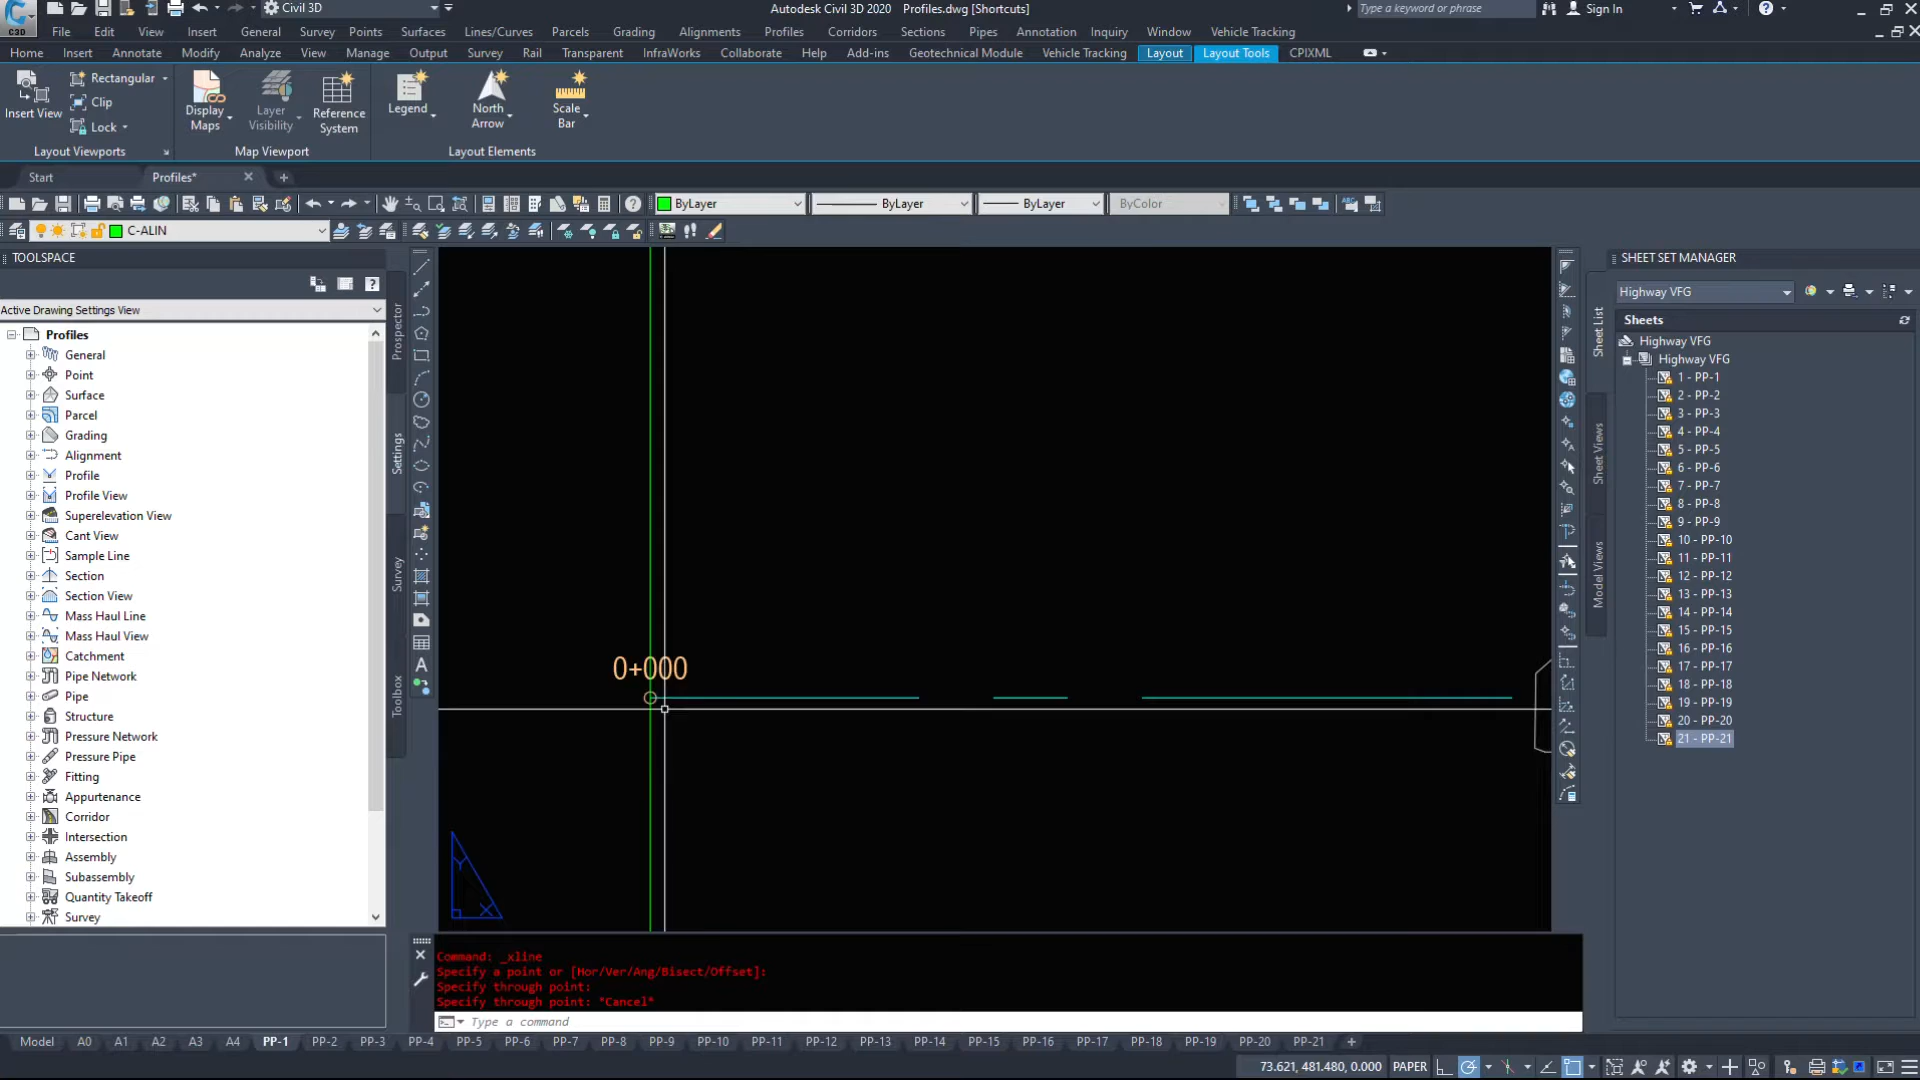 Civil 3D
Autodesk Civil 3D 2020 Profiles.dwg [Shortcuts]
Type a keyword or phrase
Sign In
C3D
File Edit View Insert General Survey Points Surfaces Lines/Curves Parcels Grading Alignments Profiles Corridors Sections Pipes Annotation Inquiry Window Vehicle Tracking
Home Insert Annotate Modify Analyze View Manage Output Survey Rail Transparent InfraWorks Collaborate Help Add-ins Geotechnical Module Vehicle Tracking Layout Layout Tools CPIXML
Insert View
Rectangular
Clip
Lock
Display Maps
Layer Visibility
Reference System
Legend
North Arrow
Scale Bar
Layout Viewports
Map Viewport
Layout Elements
Start
Profiles*
ByLayer
ByLayer
ByLayer
ByColor
C-ALIN
TOOLSPACE
Active Drawing Settings View
Profiles
General
Point
Surface
Parcel
Grading
Alignment
Profile
Profile View
Superelevation View
Cant View
Sample Line
Section
Section View
Mass Haul Line
Mass Haul View
Catchment
Pipe Network
Pipe
Structure
Pressure Network
Pressure Pipe
Fitting
Appurtenance
Corridor
Intersection
Assembly
Subassembly
Quantity Takeoff
Survey
Prospector
Settings
Survey
Toolbox
0+000
Y
X
Command: _xline
Specify a point or [Hor/Ver/Ang/Bisect/Offset]:
Specify through point:
Specify through point: *Cancel*
Type a command
SHEET SET MANAGER
Highway VFG
Sheets
Highway VFG
Highway VFG
1 - PP-1
2 - PP-2
3 - PP-3
4 - PP-4
5 - PP-5
6 - PP-6
7 - PP-7
8 - PP-8
9 - PP-9
10 - PP-10
11 - PP-11
12 - PP-12
13 - PP-13
14 - PP-14
15 - PP-15
16 - PP-16
17 - PP-17
18 - PP-18
19 - PP-19
20 - PP-20
21 - PP-21
Sheet List
Sheet Views
Model Views
Model A0 A1 A2 A3 A4 PP-1 PP-2 PP-3 PP-4 PP-5 PP-6 PP-7 PP-8 PP-9 PP-10 PP-11 PP-12 PP-13 PP-14 PP-15 PP-16 PP-17 PP-18 PP-19 PP-20 PP-21
73.621, 481.480, 0.000 PAPER